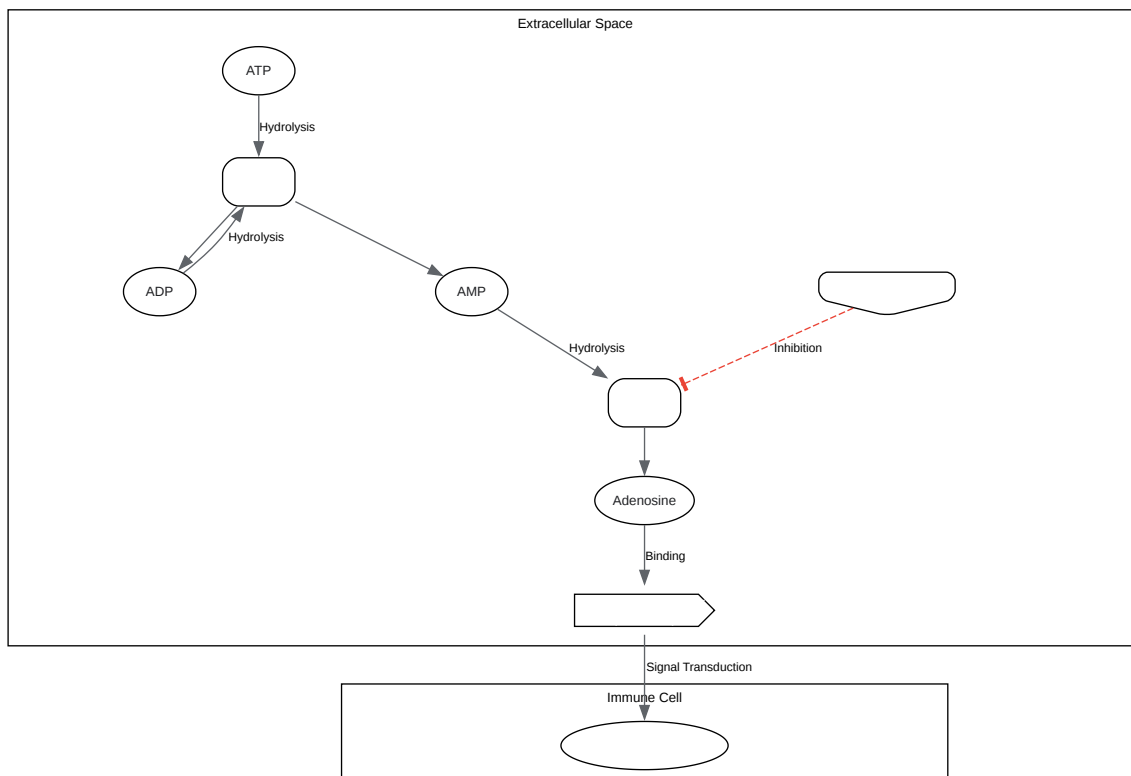 Extracellular Space
ATP
Hydrolysis
Hydrolysis
ADP
AMP
Hydrolysis
Inhibition
Adenosine
Binding
Signal Transduction
Immune Cell